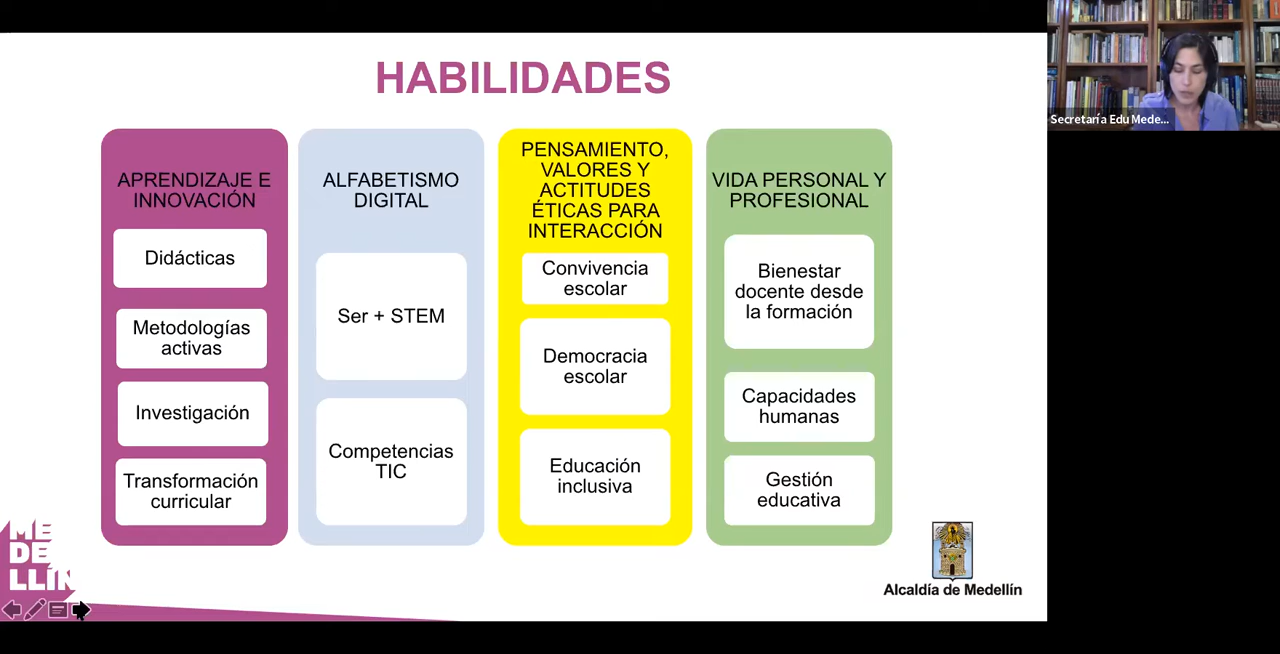 HABILIDADES
APRENDIZAJE E
INNOVACIÓN
Didácticas
Metodologías
activas
Investigación
Transformación
curricular
ALFABETISMO
DIGITAL
Ser + STEM
Competencias
TIC
PENSAMIENTO,
VALORES Y
ACTITUDES
ÉTICAS PARA
INTERACCIÓN
Convivencia
escolar
Democracia
escolar
Educación
inclusiva
VIDA PERSONAL Y
PROFESIONAL
Bienestar
docente desde
la formación
Capacidades
humanas
Gestión
educativa
ME
DE
LLÍN
Alcaldía de Medellín
Secretaría Edu Mede...